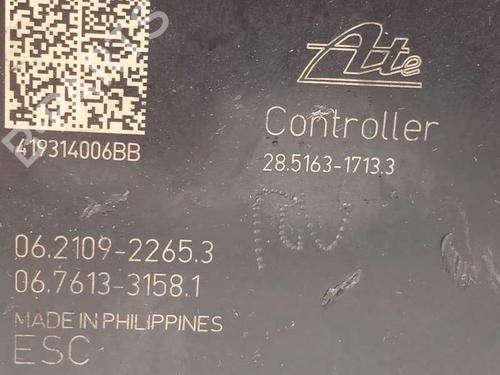 Ate
419314006BB
Controller
28.5163-1713.3
06.2109-2265.3
06.7613-3158.1
MADE IN PHILIPPINES
ESC